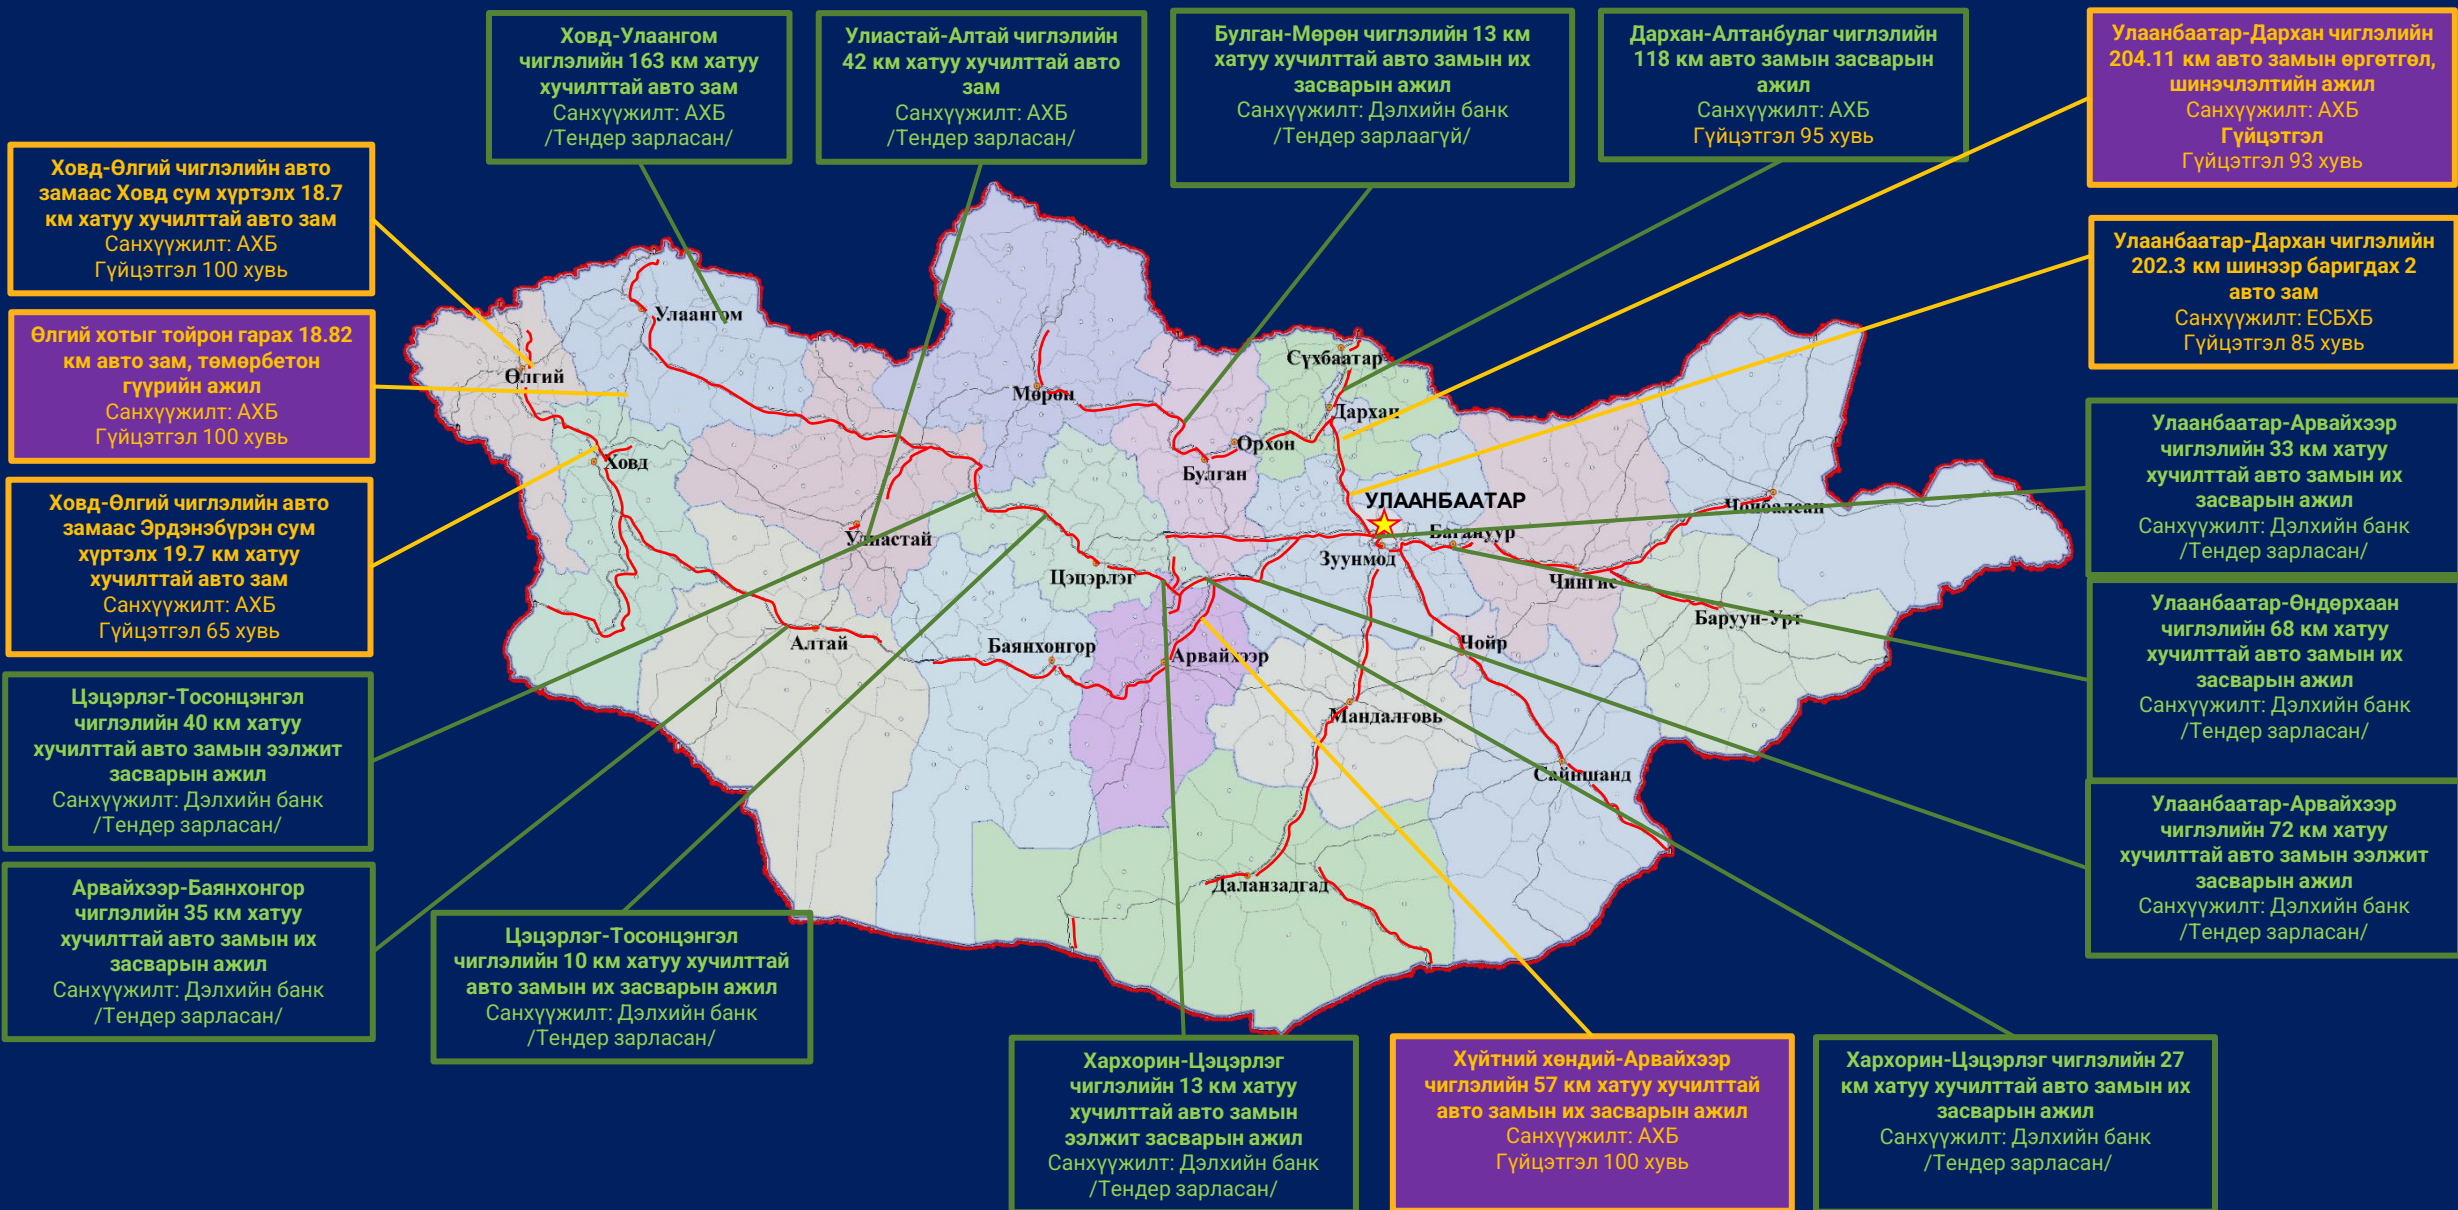 Ховд-Улаангом
чиглэлийн 163 км хатуу
хучилттай авто зам
Санхүүжилт: АХБ
/Тендер зарласан/
Улиастай-Алтай чиглэлийн
42 км хатуу хучилттай авто
зам
Санхүүжилт: АХБ
/Тендер зарласан/
Булган-Мөрөн чиглэлийн 13 км
хатуу хучилттай авто замын их
засварын ажил
Санхүүжилт: Дэлхийн банк
/Тендер зарлаагүй/
Дархан-Алтанбулаг чиглэлийн
118 км авто замын засварын
ажил
Санхүүжилт: АХБ
Гүйцэтгэл 95 хувь
Улаанбаатар-Дархан чиглэлийн
204.11 км авто замын өргөтгөл,
шинэчлэлтийн ажил
Санхүүжилт: АХБ
Гүйцэтгэл
Гүйцэтгэл 93 хувь
Ховд-Өлгий чиглэлийн авто
замаас Ховд сум хүртэлх 18.7
км хатуу хучилттай авто зам
Санхүүжилт: АХБ
Гүйцэтгэл 100 хувь
Улаанбаатар-Дархан чиглэлийн
202.3 км шинээр баригдах 2
авто зам
Санхүүжилт: ЕСБХБ
Гүйцэтгэл 85 хувь
Өлгий хотыг тойрон гарах 18.82
км авто зам, төмөрбетон
гүүрийн ажил
Санхүүжилт: АХБ
Гүйцэтгэл 100 хувь
Ховд-Өлгий чиглэлийн авто
замаас Эрдэнэбүрэн сум
хүртэлх 19.7 км хатуу
хучилттай авто зам
Санхүүжилт: АХБ
Гүйцэтгэл 65 хувь
Улаанбаатар-Арвайхээр
чиглэлийн 33 км хатуу
хучилттай авто замын их
засварын ажил
Санхүүжилт: Дэлхийн банк
/Тендер зарласан/
Улаанбаатар-Өндөрхаан
чиглэлийн 68 км хатуу
хучилттай авто замын их
засварын ажил
Санхүүжилт: Дэлхийн банк
/Тендер зарласан/
Улаанбаатар-Арвайхээр
чиглэлийн 72 км хатуу
хучилттай авто замын ээлжит
засварын ажил
Санхүүжилт: Дэлхийн банк
/Тендер зарласан/
Улаангом
Өлгий
Ховд
Мөрөн
Сүхбаатар
Дархан
Орхон
Булган
УЛААНБААТАР
Багануур
Зуунмод
Чойбалсан
Чингис
Баруун-Урт
Улиастай
Цэцэрлэг
Алтай
Баянхонгор
Арвайхээр
Чойр
Мандалговь
Сайншанд
Даланзадгад
Цэцэрлэг-Тосонцэнгэл
чиглэлийн 40 км хатуу
хучилттай авто замын ээлжит
засварын ажил
Санхүүжилт: Дэлхийн банк
/Тендер зарласан/
Арвайхээр-Баянхонгор
чиглэлийн 35 км хатуу
хучилттай авто замын их
засварын ажил
Санхүүжилт: Дэлхийн банк
/Тендер зарласан/
Цэцэрлэг-Тосонцэнгэл
чиглэлийн 10 км хатуу хучилттай
авто замын их засварын ажил
Санхүүжилт: Дэлхийн банк
/Тендер зарласан/
Хархорин-Цэцэрлэг
чиглэлийн 13 км хатуу
хучилттай авто замын
ээлжит засварын ажил
Санхүүжилт: Дэлхийн банк
/Тендер зарласан/
Хүйтний хөндий-Арвайхээр
чиглэлийн 57 км хатуу хучилттай
авто замын их засварын ажил
Санхүүжилт: АХБ
Гүйцэтгэл 100 хувь
Хархорин-Цэцэрлэг чиглэлийн 27
км хатуу хучилттай авто замын их
засварын ажил
Санхүүжилт: Дэлхийн банк
/Тендер зарласан/